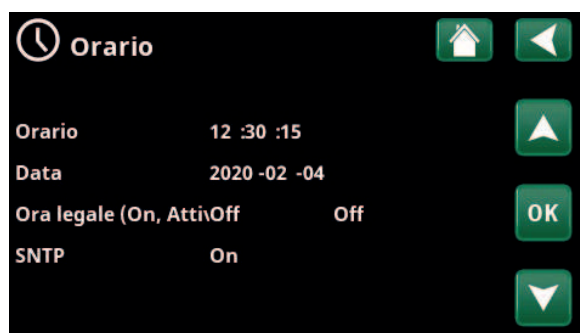 Orario
Orario 12 :30 :15
Data 2020 -02 -04
Ora legale (On, Atti Off Off
OK
SNTP On